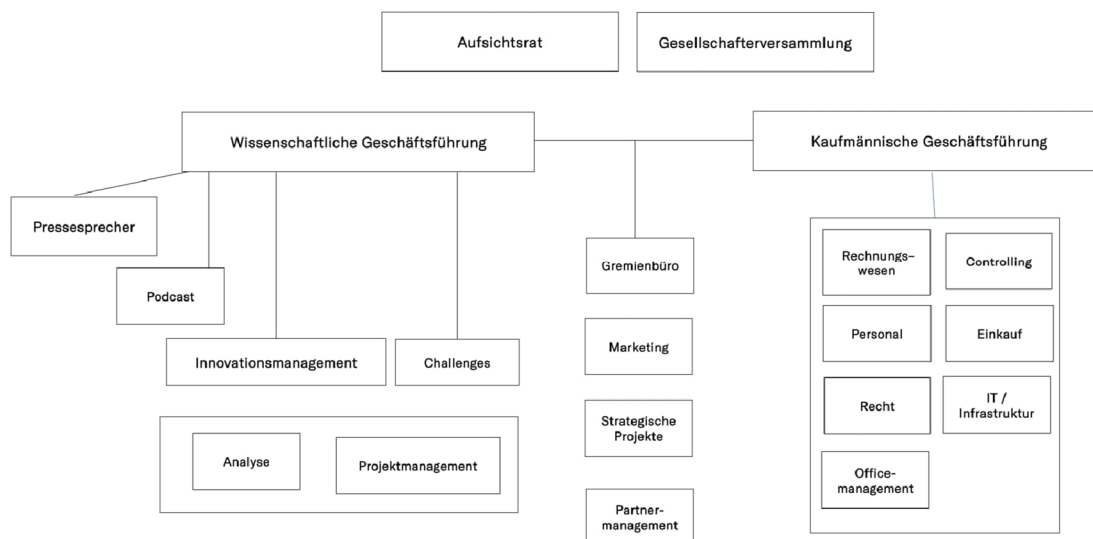 Aufsichtsrat
Gesellschafterversammlung
Wissenschaftliche Geschäftsführung
Kaufmännische Geschäftsführung
Pressesprecher
Podcast
Innovationsmanagement
Challenges
Analyse
Projektmanagement
Gremienbüro
Marketing
Strategische
Projekte
Partner-
management
Rechnungs-
wesen
Controlling
Personal
Einkauf
Recht
IT /
Infrastruktur
Office-
management